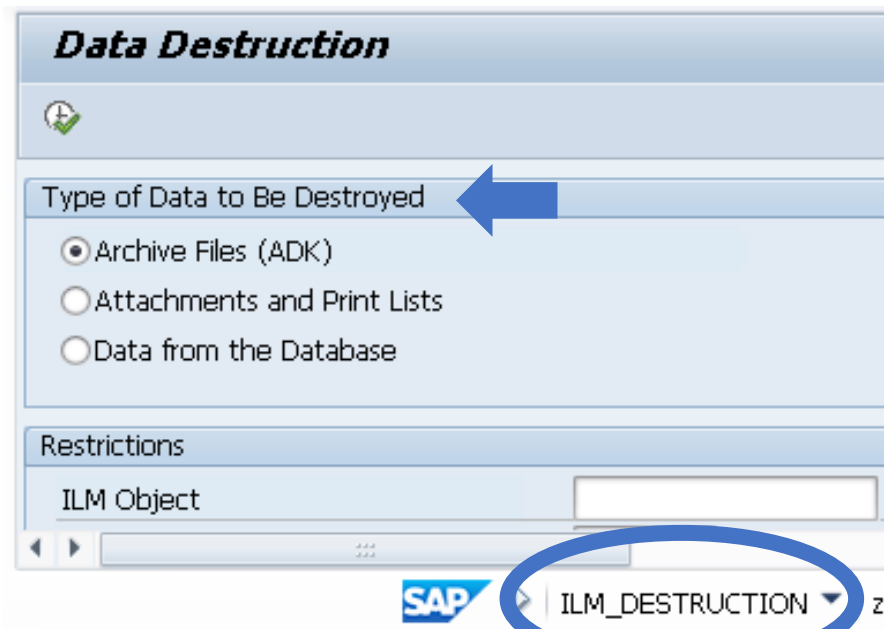 Data Destruction
Type of Data to Be Destroyed
Archive Files (ADK)
Attachments and Print Lists
Data from the Database
Restrictions
ILM Object
SAP ILM_DESTRUCTION z